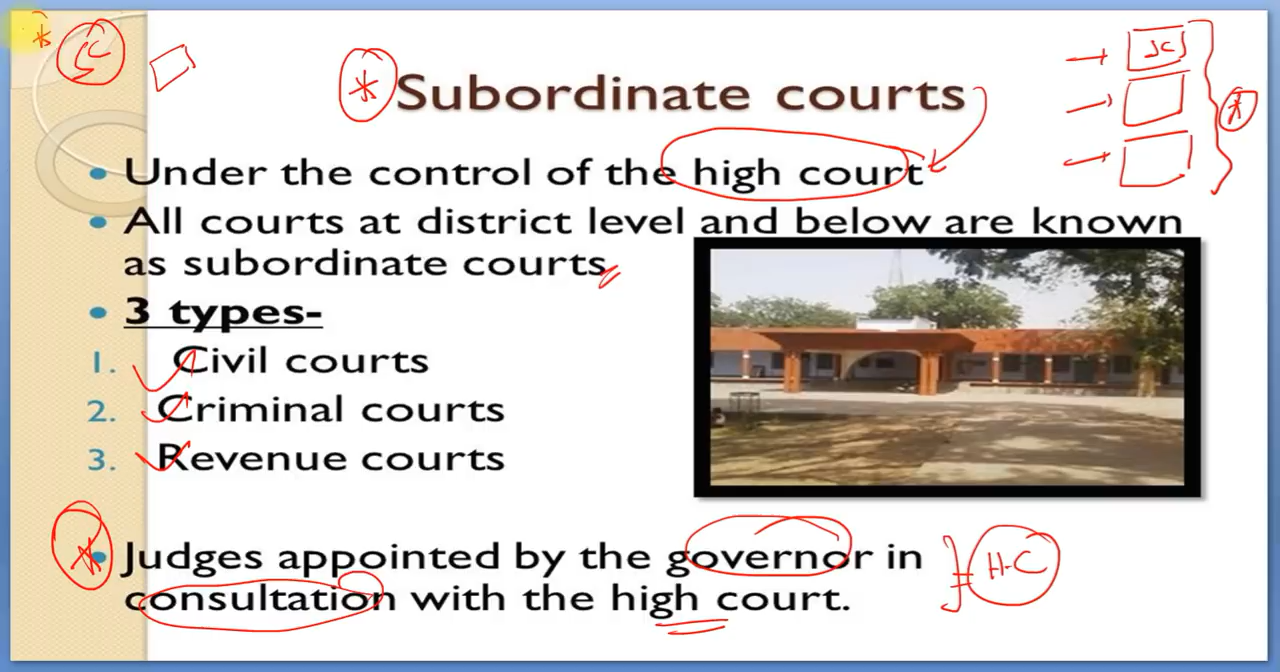 * SC
* Subordinate courts
SC
*
• Under the control of the high court
• All courts at district level and below are known
as subordinate courts
• 3 types-
1. Civil courts
2. Criminal courts
3. Revenue courts
* • Judges appointed by the governor in
consultation with the high court.
H-C